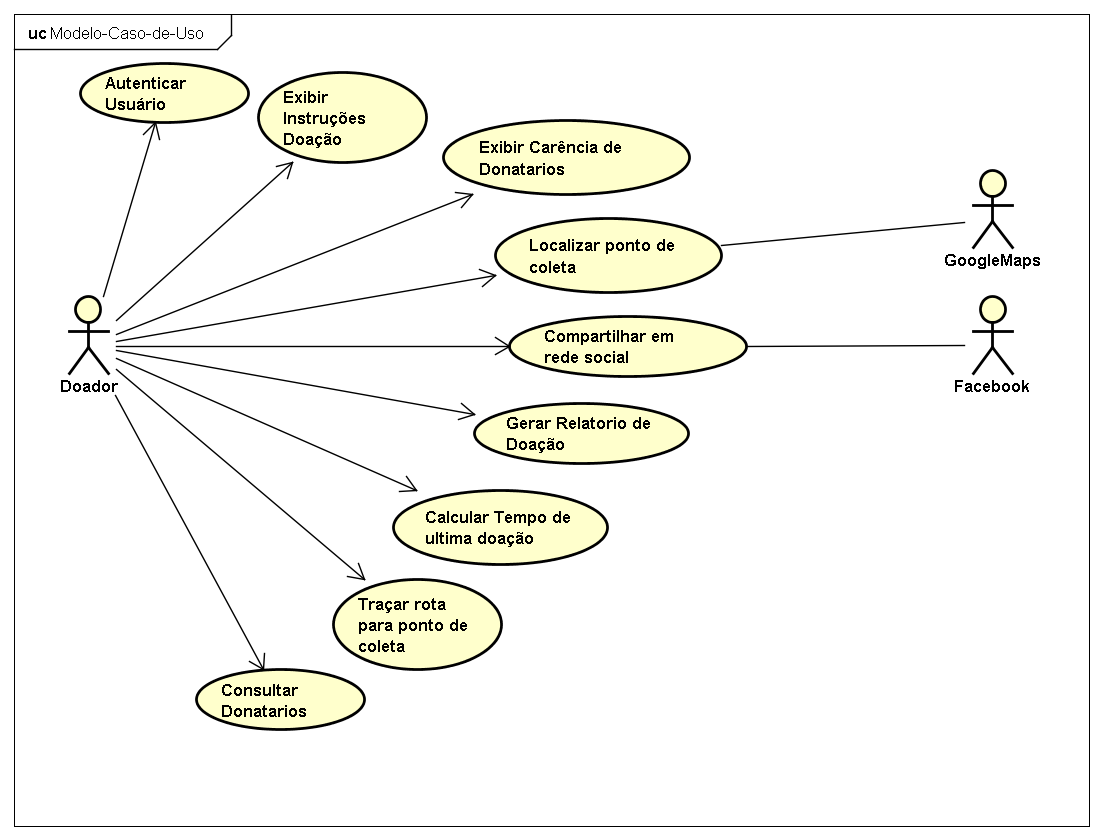 uc Modelo-Caso-de-Uso
Autenticar
Usuário
Exibir
Instruções
Doação
Exibir Carência de
Donatarios
Localizar ponto de
coleta
GoogleMaps
Compartilhar em
rede social
Doador
Facebook
Gerar Relatorio de
Doação
Calcular Tempo de
ultima doação
Traçar rota
para ponto de
coleta
Consultar
Donatarios